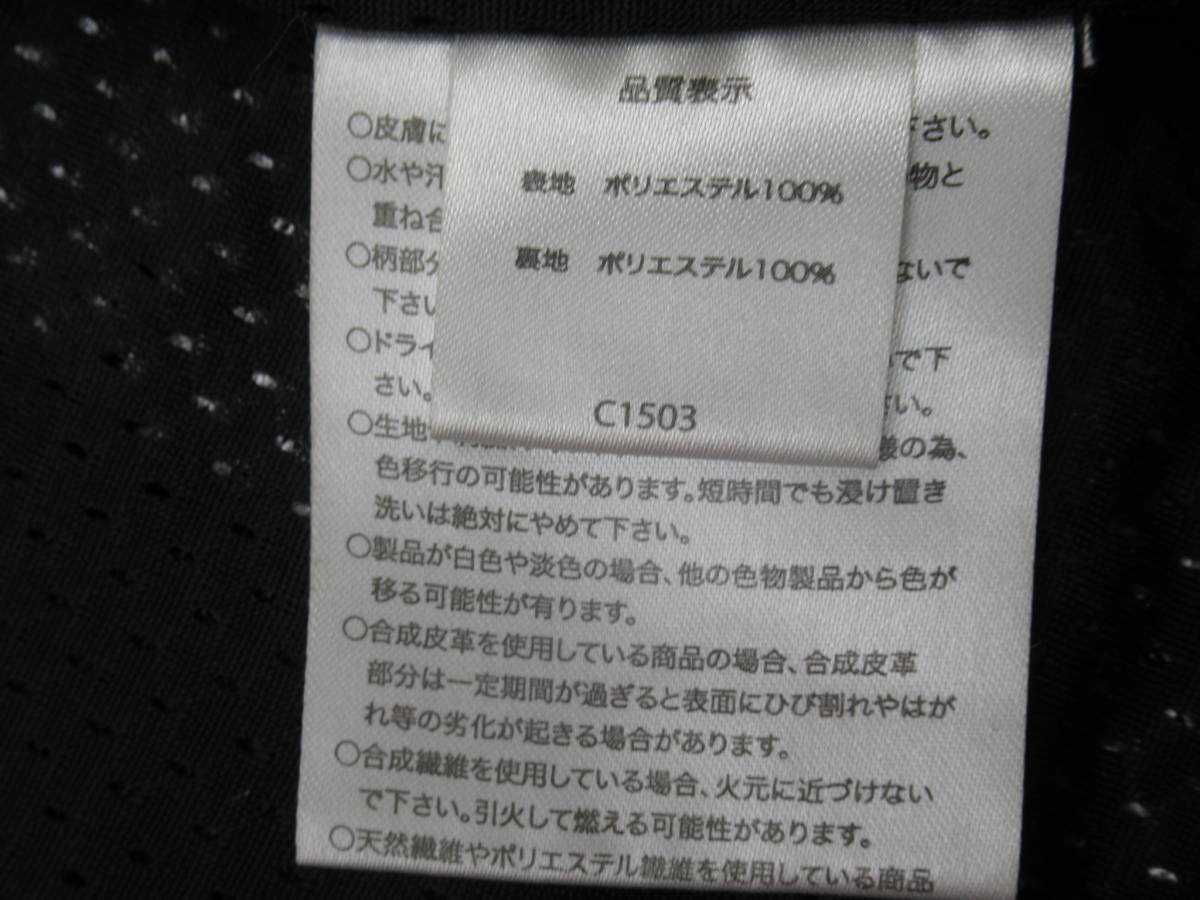 品質表示
表地 ポリエステル100%
裏地 ポリエステル100%
C1503
○皮膚に 下さい。
○水や汗 物と
重ね合
○柄部分 ないで
下さい
○ドライ いで下
さい。 さい。
○生地 の為、
色移行の可能性があります。短時間でも浸け置き
洗いは絶対にやめて下さい。
○製品が白色や淡色の場合、他の色物製品から色が
移る可能性が有ります。
○合成皮革を使用している商品の場合、合成皮革
部分は一定期間が過ぎると表面にひび割れやはが
れ等の劣化が起きる場合があります。
○合成繊維を使用している場合、火元に近づけない
で下さい。引火して燃える可能性があります。
○天然繊維やポリエステル繊維を使用している商品